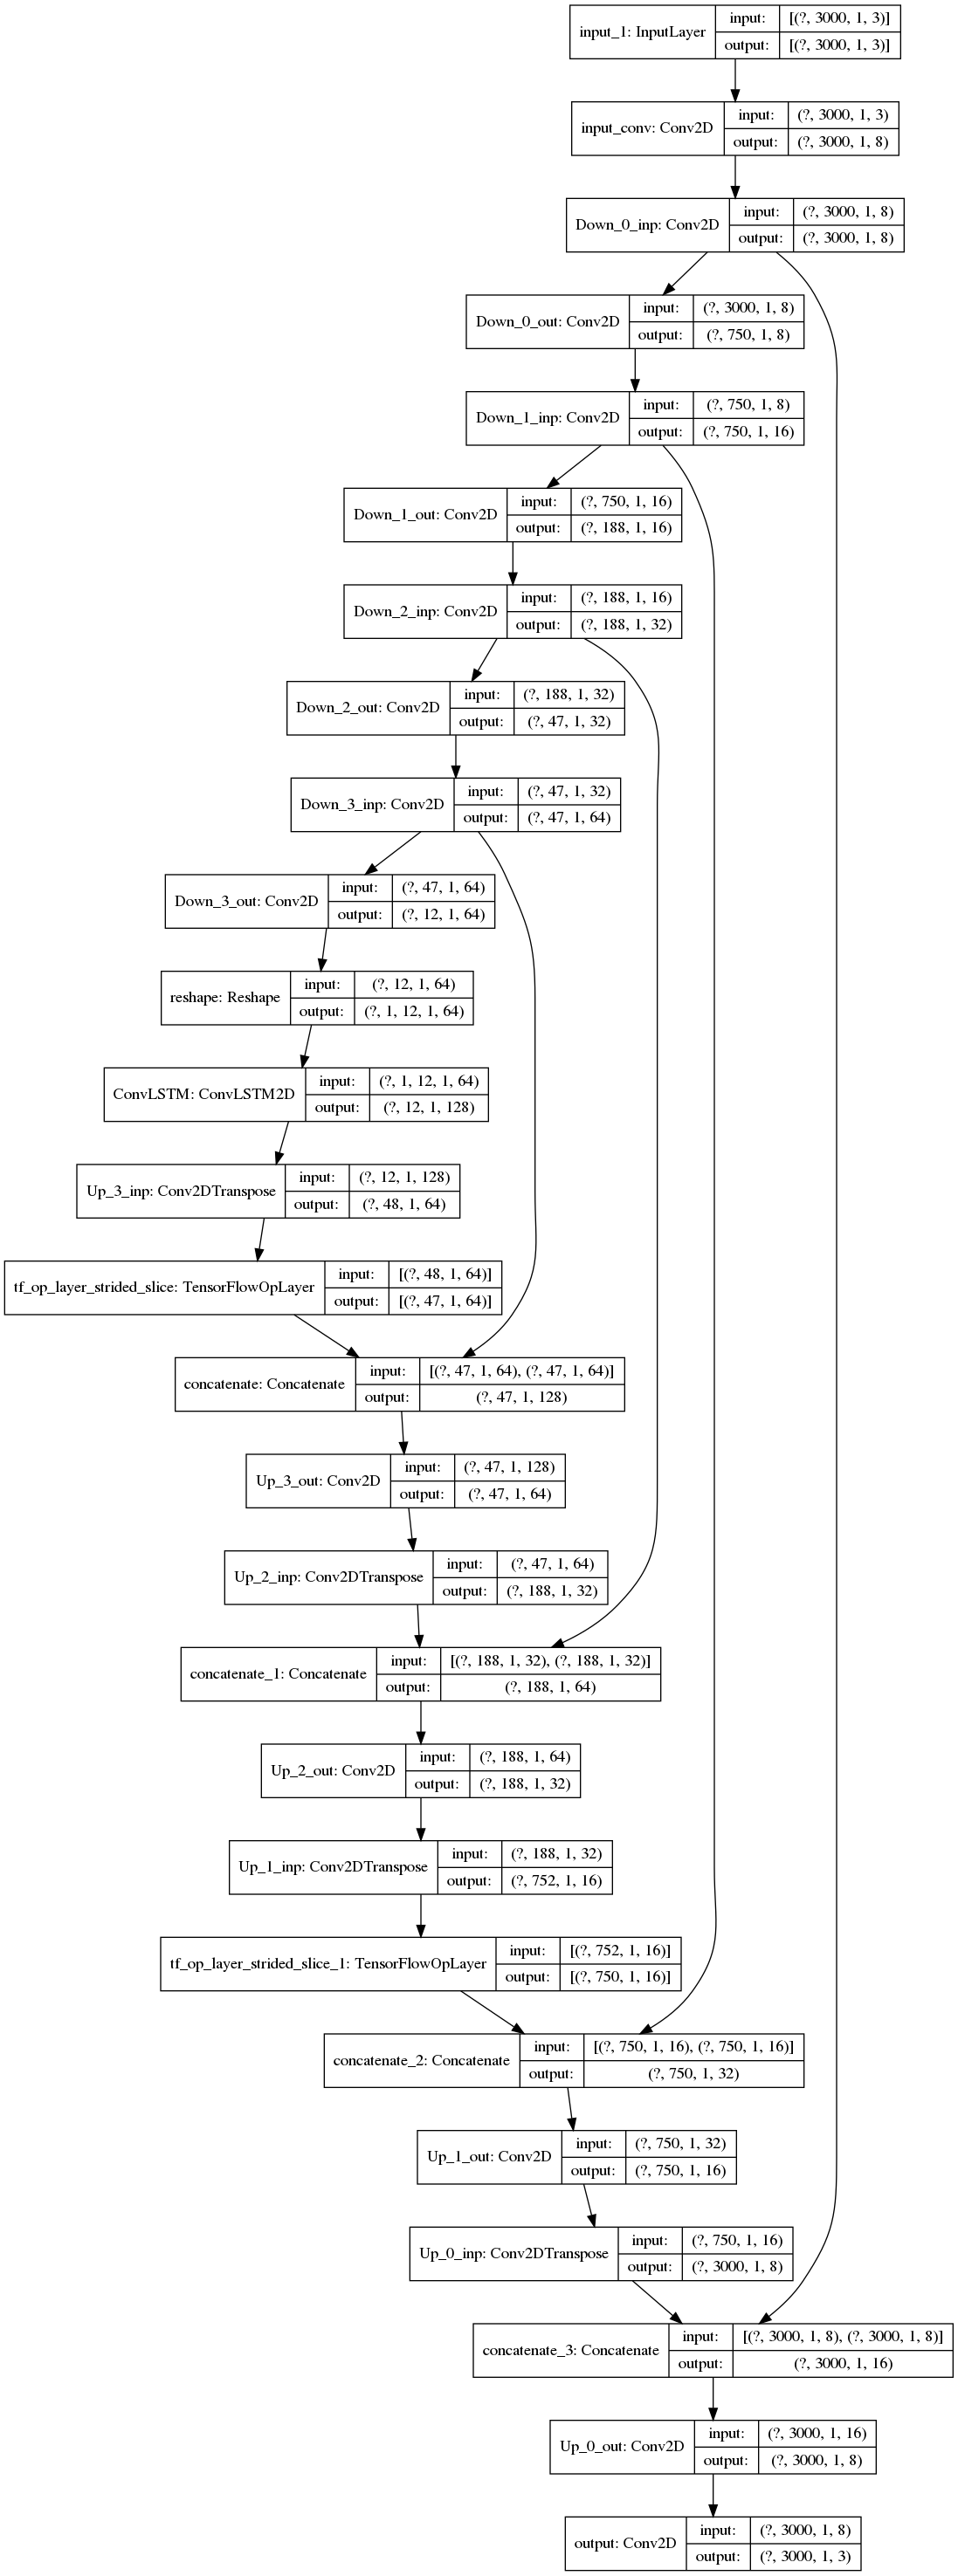 input_1: InputLayer
input: [(?, 3000, 1, 3)]
output: [(?, 3000, 1, 3)]
input_conv: Conv2D
input: (?, 3000, 1, 3)
output: (?, 3000, 1, 8)
Down_0_inp: Conv2D
input: (?, 3000, 1, 8)
output: (?, 3000, 1, 8)
Down_0_out: Conv2D
input: (?, 3000, 1, 8)
output: (?, 750, 1, 8)
Down_1_inp: Conv2D
input: (?, 750, 1, 8)
output: (?, 750, 1, 16)
Down_1_out: Conv2D
input: (?, 750, 1, 16)
output: (?, 188, 1, 16)
Down_2_inp: Conv2D
input: (?, 188, 1, 16)
output: (?, 188, 1, 32)
Down_2_out: Conv2D
input: (?, 188, 1, 32)
output: (?, 47, 1, 32)
Down_3_inp: Conv2D
input: (?, 47, 1, 32)
output: (?, 47, 1, 64)
Down_3_out: Conv2D
input: (?, 47, 1, 64)
output: (?, 12, 1, 64)
reshape: Reshape
input: (?, 12, 1, 64)
output: (?, 1, 12, 1, 64)
ConvLSTM: ConvLSTM2D
input: (?, 1, 12, 1, 64)
output: (?, 12, 1, 128)
Up_3_inp: Conv2DTranspose
input: (?, 12, 1, 128)
output: (?, 48, 1, 64)
tf_op_layer_strided_slice: TensorFlowOpLayer
input: [(?, 48, 1, 64)]
output: [(?, 47, 1, 64)]
concatenate: Concatenate
input: [(?, 47, 1, 64), (?, 47, 1, 64)]
output: (?, 47, 1, 128)
Up_3_out: Conv2D
input: (?, 47, 1, 128)
output: (?, 47, 1, 64)
Up_2_inp: Conv2DTranspose
input: (?, 47, 1, 64)
output: (?, 188, 1, 32)
concatenate_1: Concatenate
input: [(?, 188, 1, 32), (?, 188, 1, 32)]
output: (?, 188, 1, 64)
Up_2_out: Conv2D
input: (?, 188, 1, 64)
output: (?, 188, 1, 32)
Up_1_inp: Conv2DTranspose
input: (?, 188, 1, 32)
output: (?, 752, 1, 16)
tf_op_layer_strided_slice_1: TensorFlowOpLayer
input: [(?, 752, 1, 16)]
output: [(?, 750, 1, 16)]
concatenate_2: Concatenate
input: [(?, 750, 1, 16), (?, 750, 1, 16)]
output: (?, 750, 1, 32)
Up_1_out: Conv2D
input: (?, 750, 1, 32)
output: (?, 750, 1, 16)
Up_0_inp: Conv2DTranspose
input: (?, 750, 1, 16)
output: (?, 3000, 1, 8)
concatenate_3: Concatenate
input: [(?, 3000, 1, 8), (?, 3000, 1, 8)]
output: (?, 3000, 1, 16)
Up_0_out: Conv2D
input: (?, 3000, 1, 16)
output: (?, 3000, 1, 8)
output: Conv2D
input: (?, 3000, 1, 8)
output: (?, 3000, 1, 3)